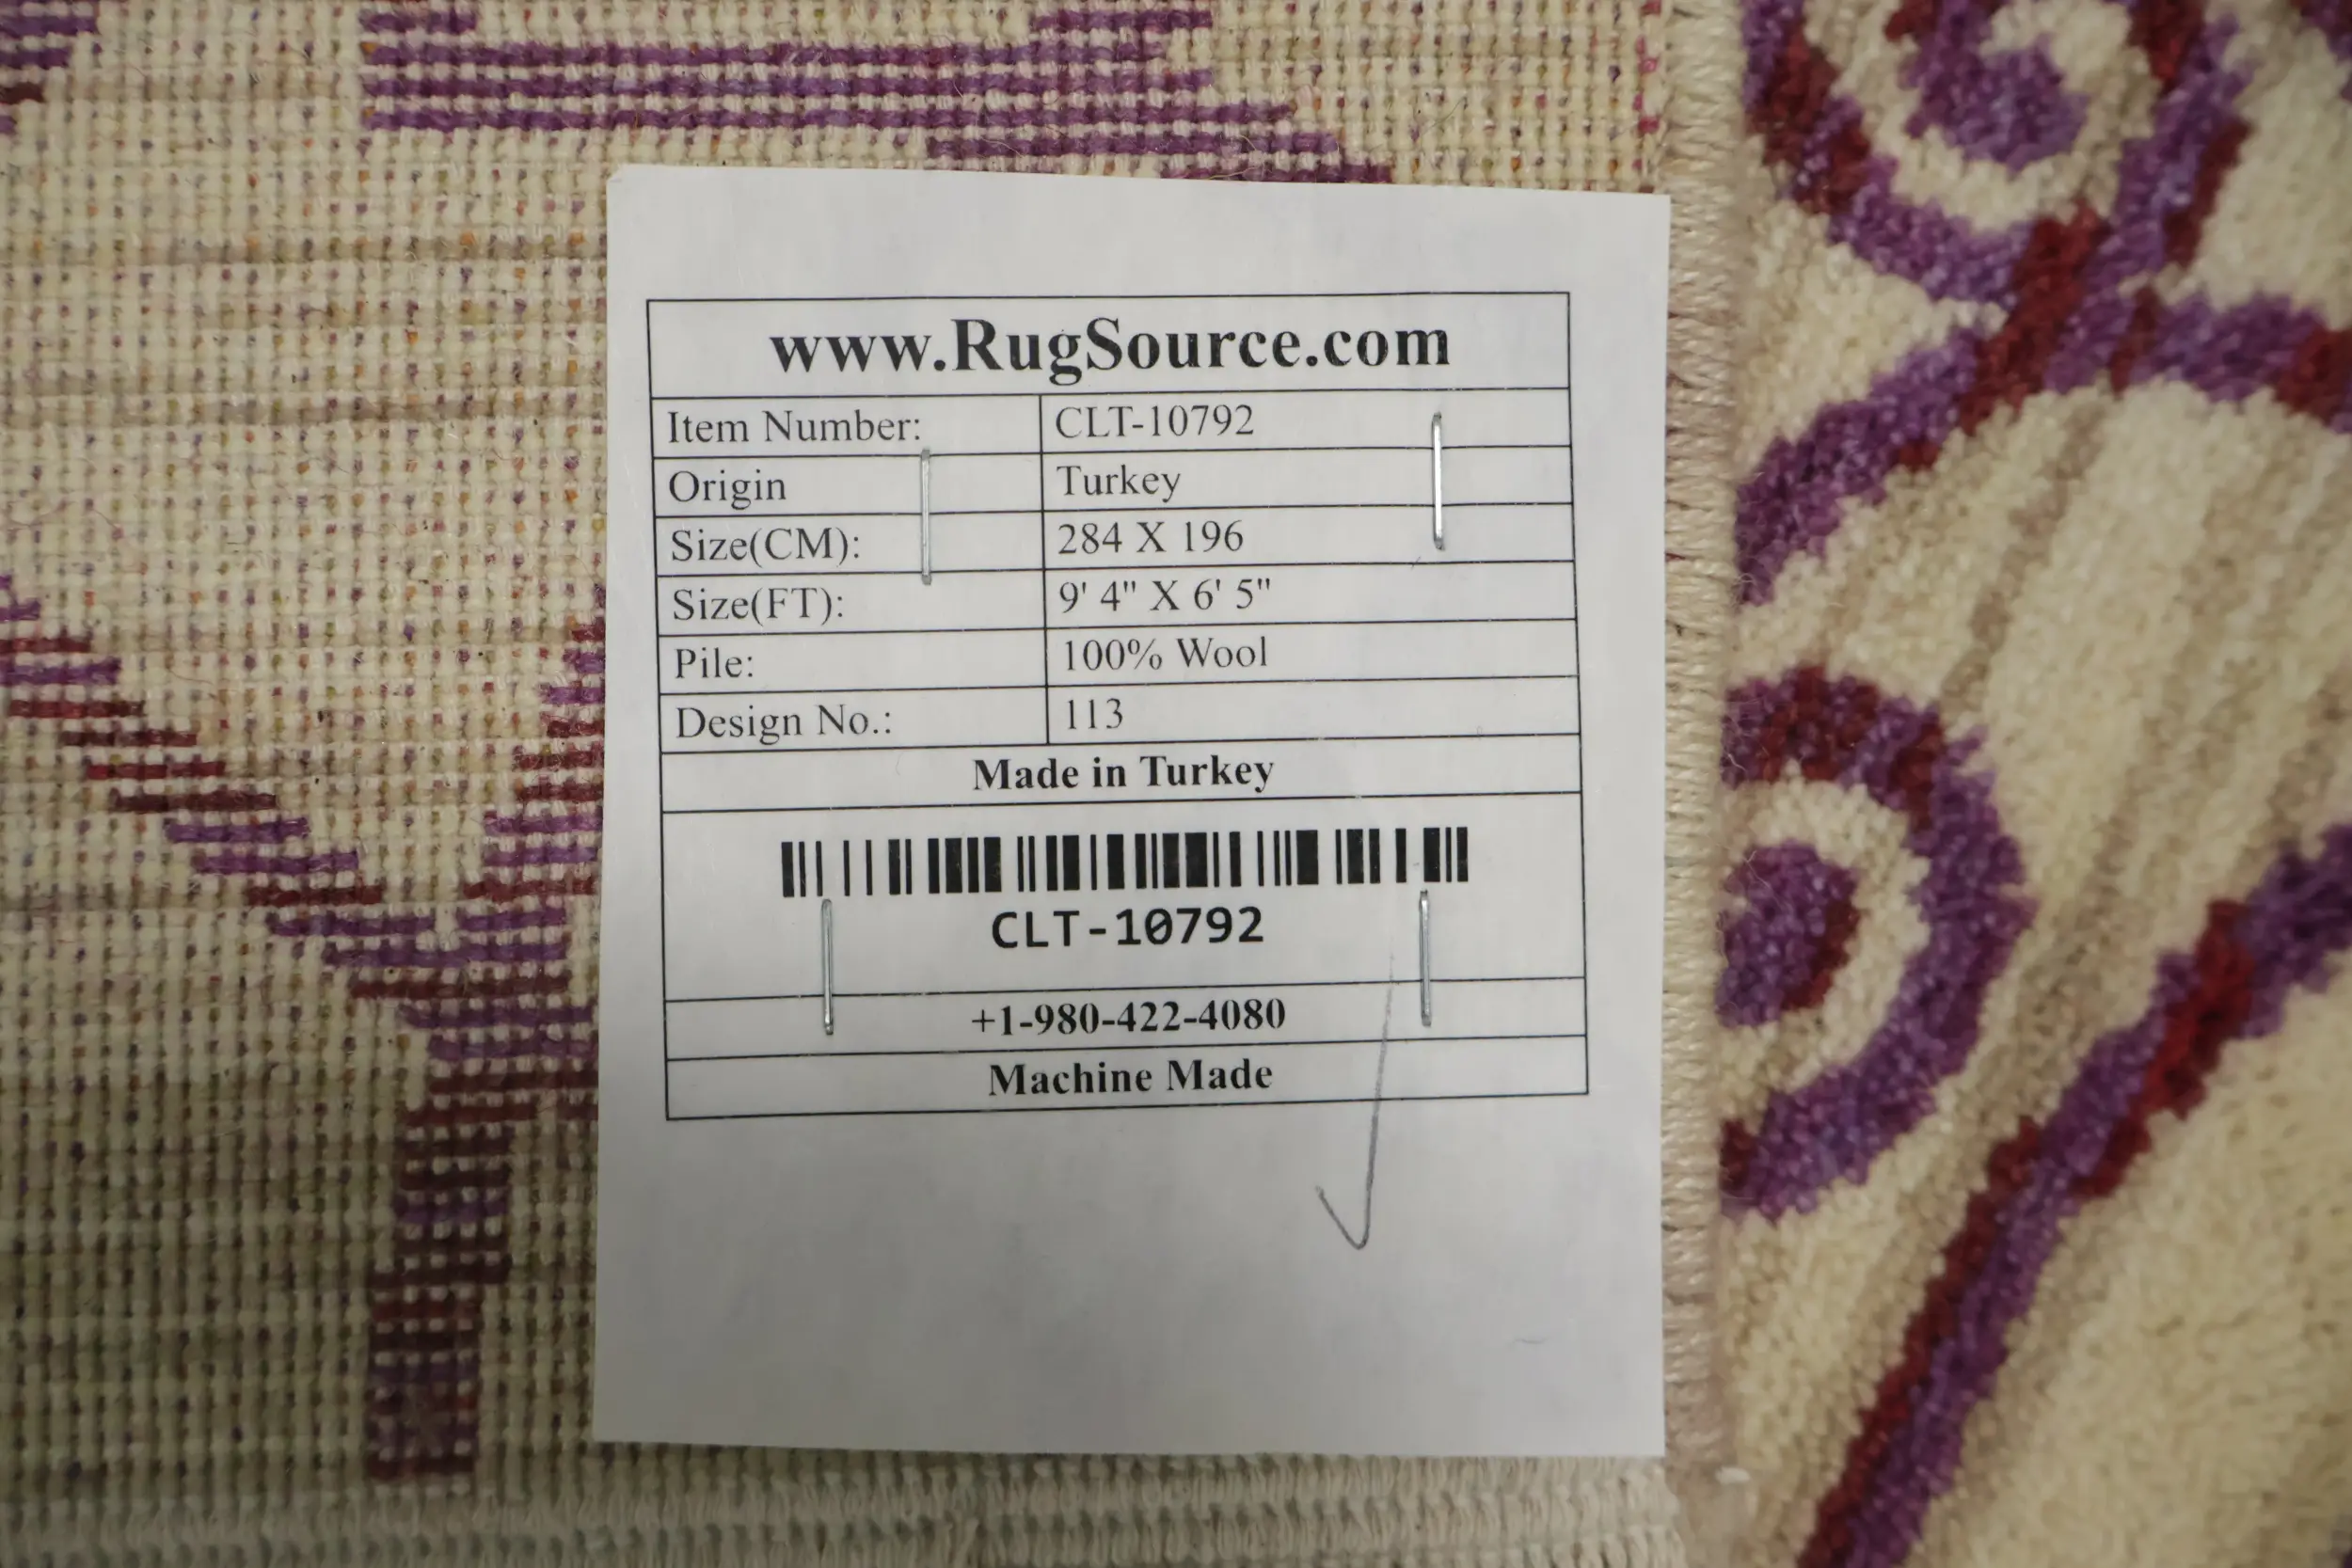 www.RugSource.com
Item Number: CLT-10792
Origin Turkey
Size(CM): 284 X 196
Size(FT): 9' 4" X 6' 5"
Pile: 100% Wool
Design No.: 113
Made in Turkey
CLT-10792
+1-980-422-4080
Machine Made